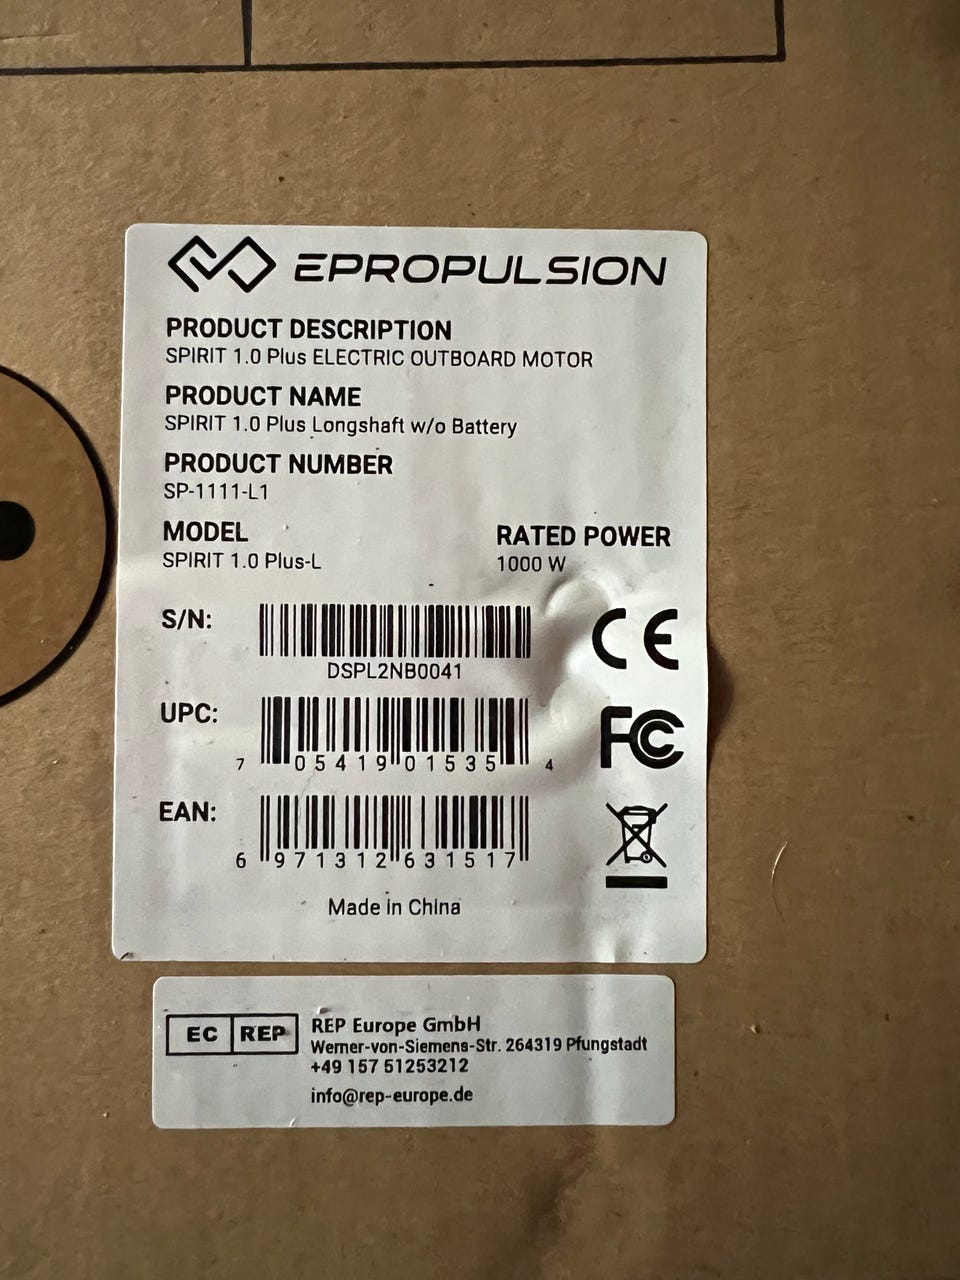 EPROPULSION
PRODUCT DESCRIPTION
SPIRIT 1.0 Plus ELECTRIC OUTBOARD MOTOR
PRODUCT NAME
SPIRIT 1.0 Plus Longshaft w/o Battery
PRODUCT NUMBER
SP-1111-L1
MODEL RATED POWER
SPIRIT 1.0 Plus-L 1000 W
S/N:
DSPL2NB0041
CE
UPC:
7 05419 01535 4
FC
EAN:
6 971312 631517
Made in China
EC REP
REP Europe GmbH
Werner-von-Siemens-Str. 264319 Pfungstadt
+49 157 51253212
info@rep-europe.de